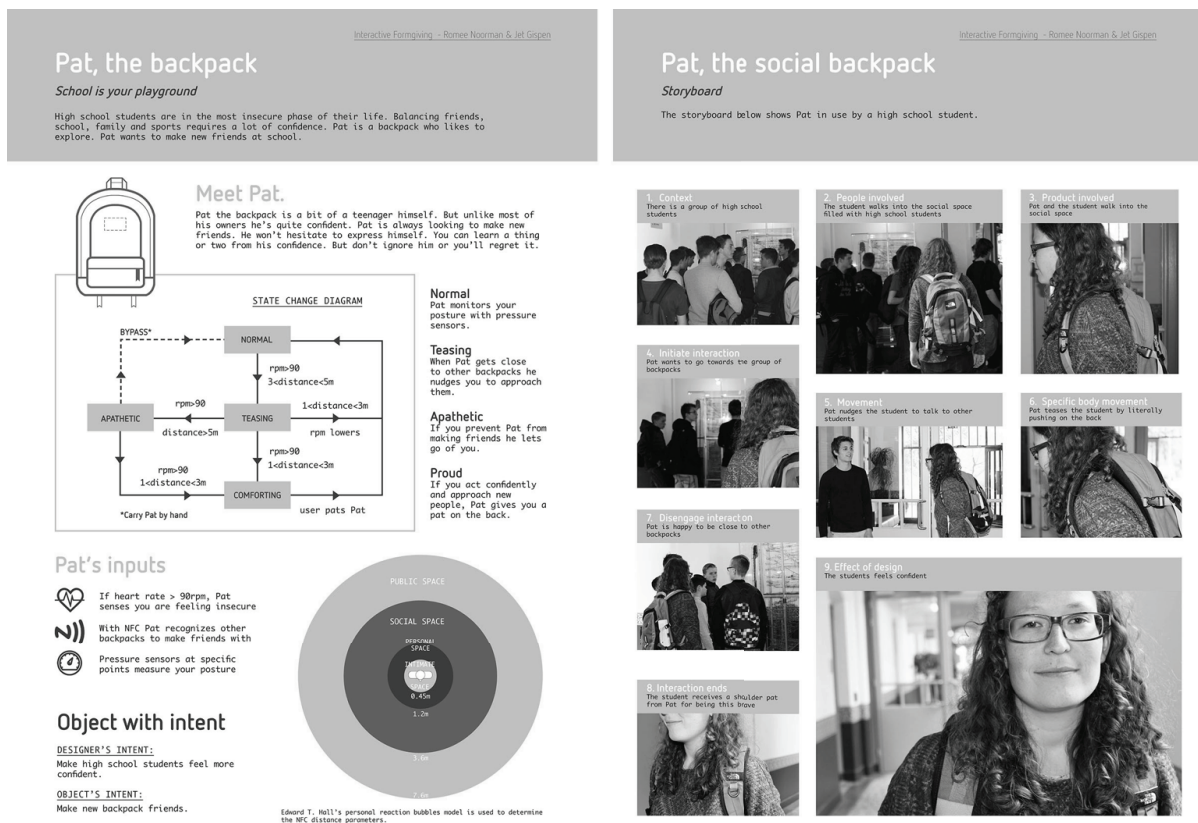 Interactive Formgiving - Romee Noorman & Jet Gispen
Pat, the backpack
School is your playground
High school students are in the most insecure phase of their life. Balancing friends,
school, family and sports requires a lot of confidence. Pat is a backpack who likes to
explore. Pat wants to make new friends at school.
Meet Pat.
Pat the backpack is a bit of a teenager himself. But unlike most of
his owners he's quite confident. Pat is always looking to make new
friends. He won't hesitate to express himself. You can learn a thing
or two from his confidence. But don't ignore him or you'll regret it.
STATE CHANGE DIAGRAM
BYPASS*
NORMAL
rpm>90
3<distance<5m
APATHETIC
rpm>90
distance>5m
TEASING
1<distance<3m
rpm lowers
rpm>90
1<distance<3m
rpm>90
1<distance<3m
COMFORTING
user pats Pat
*Carry Pat by hand
Normal
Pat monitors your
posture with pressure
sensors.
Teasing
When Pat gets close
to other backpacks he
nudges you to approach
them.
Apathetic
If you prevent Pat from
making friends he lets
go of you.
Proud
If you act confidently
and approach new
people, Pat gives you a
pat on the back.
Pat's inputs
If heart rate > 90rpm, Pat
senses you are feeling insecure
With NFC Pat recognizes other
backpacks to make friends with
Pressure sensors at specific
points measure your posture
Object with intent
DESIGNER'S INTENT:
Make high school students feel more
confident.
OBJECT'S INTENT:
Make new backpack friends.
PUBLIC SPACE
SOCIAL SPACE
PERSONAL
SPACE
INTIMATE
SPACE
0.45m
1.2m
3.6m
7.6m
Edward T. Hall's personal reaction bubbles model is used to determine
the NFC distance parameters.
Interactive Formgiving - Romee Noorman & Jet Gispen
Pat, the social backpack
Storyboard
The storyboard below shows Pat in use by a high school student.
1. Context
There is a group of high school
students
2. People involved
The student walks into the social space
filled with high school students
3. Product involved
Pat and the student walk into the
social space
4. Initiate interaction
Pat wants to go towards the group of
backpacks
5. Movement
Pat nudges the student to talk to other
students
6. Specific body movement
Pat teases the student by literally
pushing on the back
7. Disengage interaction
Pat is happy to be close to other
backpacks
8. Interaction ends
The student receives a shoulder pat
from Pat for being this brave
9. Effect of design
The students feels confident